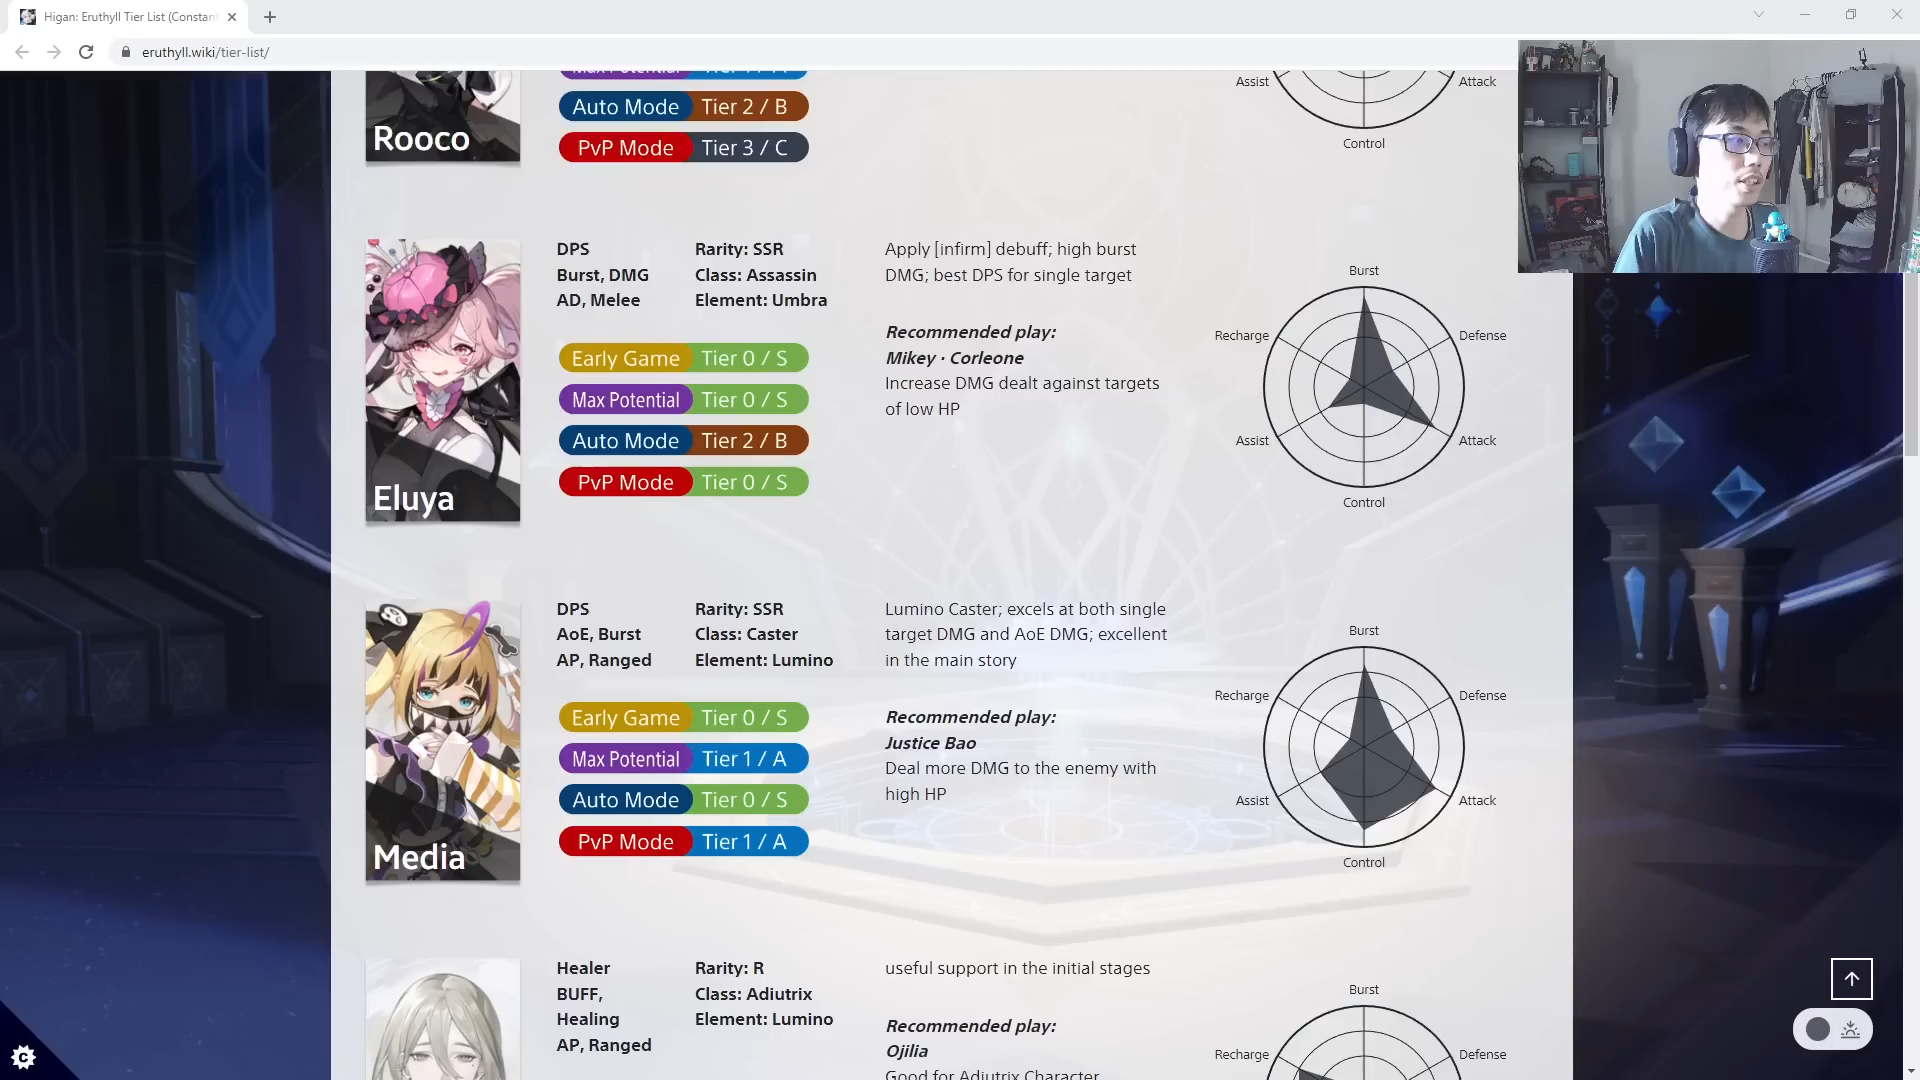 Higan: Eruthyll Tier List (Constan
eruthyll.wiki/tier-list/
Max Potential
Auto Mode Tier 2 / B
PvP Mode Tier 3 / C
Rooco
Assist
Attack
Control
DPS
Burst, DMG
AD, Melee
Rarity: SSR
Class: Assassin
Element: Umbra
Early Game Tier 0 / S
Max Potential Tier 0 / S
Auto Mode Tier 2 / B
PvP Mode Tier 0 / S
Eluya
Apply [infirm] debuff; high burst
DMG; best DPS for single target
Recommended play:
Mikey · Corleone
Increase DMG dealt against targets
of low HP
Burst
Recharge
Defense
Assist
Attack
Control
DPS
AoE, Burst
AP, Ranged
Rarity: SSR
Class: Caster
Element: Lumino
Early Game Tier 0 / S
Max Potential Tier 1 / A
Auto Mode Tier 0 / S
PvP Mode Tier 1 / A
Media
Lumino Caster; excels at both single
target DMG and AoE DMG; excellent
in the main story
Recommended play:
Justice Bao
Deal more DMG to the enemy with
high HP
Burst
Recharge
Defense
Assist
Attack
Control
Healer
BUFF,
Healing
AP, Ranged
Rarity: R
Class: Adiutrix
Element: Lumino
useful support in the initial stages
Recommended play:
Ojilia
Good for Adiutrix Character
Burst
Recharge
Defense